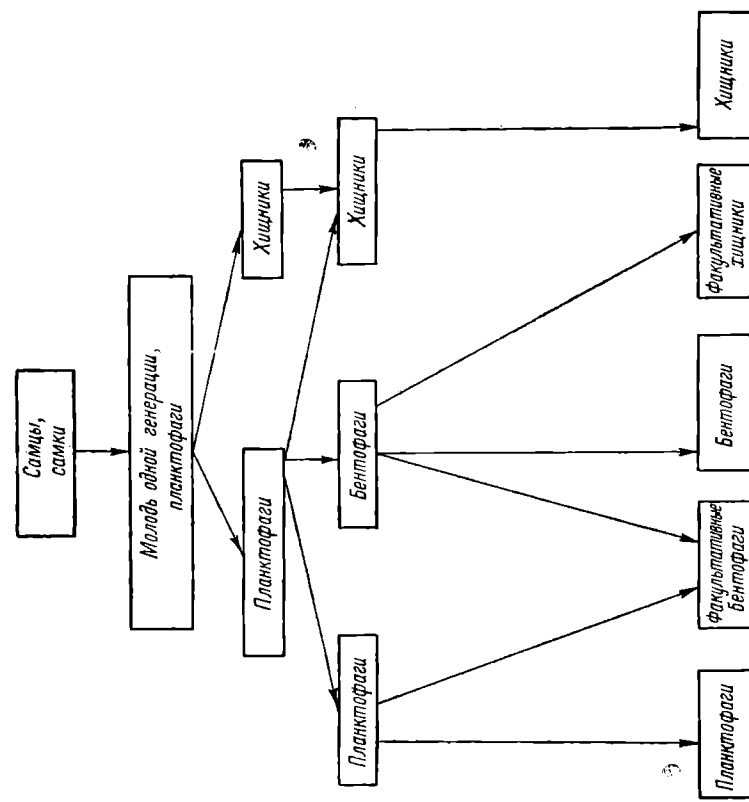 Самцы,
самки
Молодь одной генерации,
планктофаги
Планктофаги
Хищники
Планктофаги
Бентофаги
Хищники
Планктофаги
Факультативные
бентофаги
Бентофаги
Факультативные
хищники
Хищники